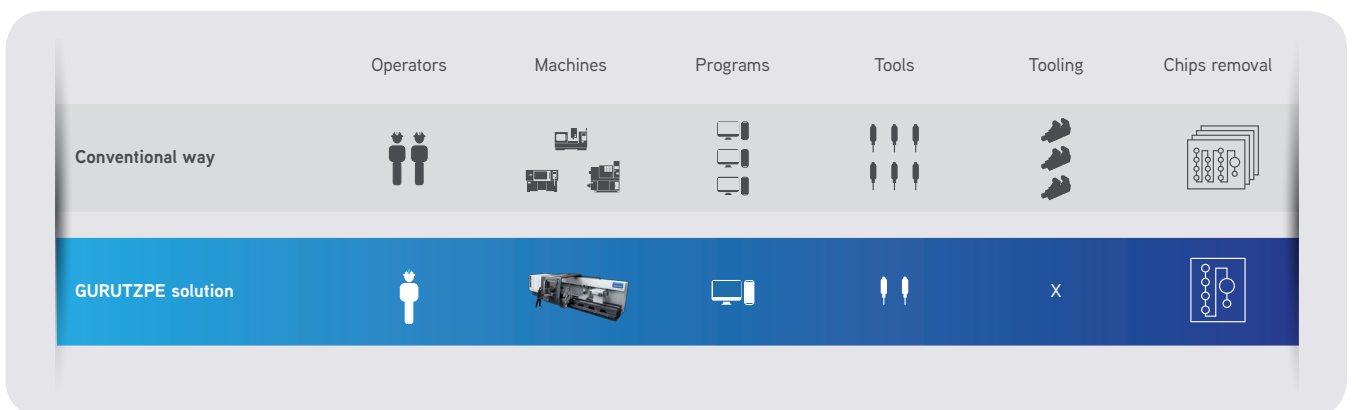 Operators Machines Programs Tools Tooling Chips removal
Conventional way
GURUTZPE solution X